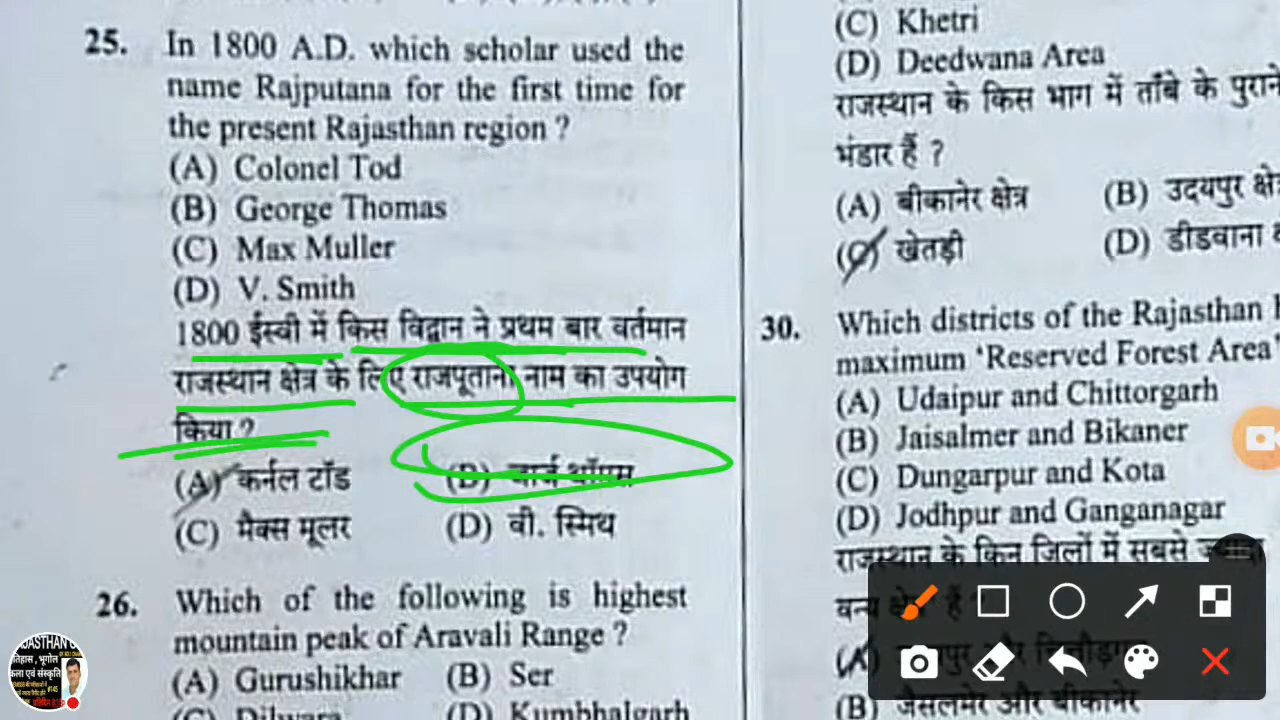 25. In 1800 A.D. which scholar used the
name Rajputana for the first time for
the present Rajasthan region ?
(A) Colonel Tod
(B) George Thomas
(C) Max Muller
(D) V. Smith
1800 ईस्वी में किस विद्वान ने प्रथम बार वर्तमान
राजस्थान क्षेत्र के लिए राजपूताना नाम का उपयोग
किया ?
(A) कर्नल टॉड
(C) मैक्स मूलर (D) वी. स्मिथ
26. Which of the following is highest
mountain peak of Aravali Range ?
(A) Gurushikhar (B) Ser
(C) Dilwara (D) Kumbhalgarh
(C) Khetri
(D) Deedwana Area
राजस्थान के किस भाग में ताँबे के पुराने
भंडार हैं ?
(A) बीकानेर क्षेत्र (B) उदयपुर
(C) खेतड़ी (D) डीडवाना
30. Which districts of the Rajasthan
maximum 'Reserved Forest Area'
(A) Udaipur and Chittorgarh
(B) Jaisalmer and Bikaner
(C) Dungarpur and Kota
(D) Jodhpur and Ganganagar
राजस्थान के किन जिलों में सबसे ज्यादा
वन्य
(B) जैसलमेर और बीकानेर